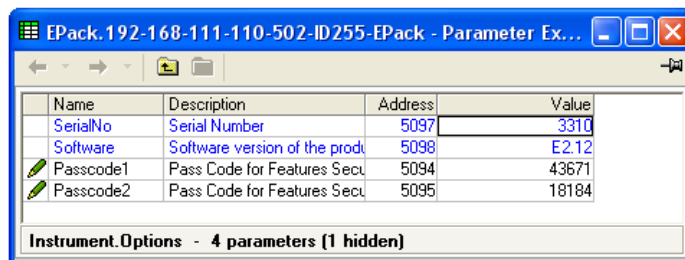 EPack.192-168-111-110-502-ID255-EPack - Parameter Ex...
Name Description Address Value
SerialNo Serial Number 5097 3310
Software Software version of the produ 5098 E2.12
Passcode1 Pass Code for Features Secu 5094 43671
Passcode2 Pass Code for Features Secu 5095 18184
Instrument.Options - 4 parameters (1 hidden)